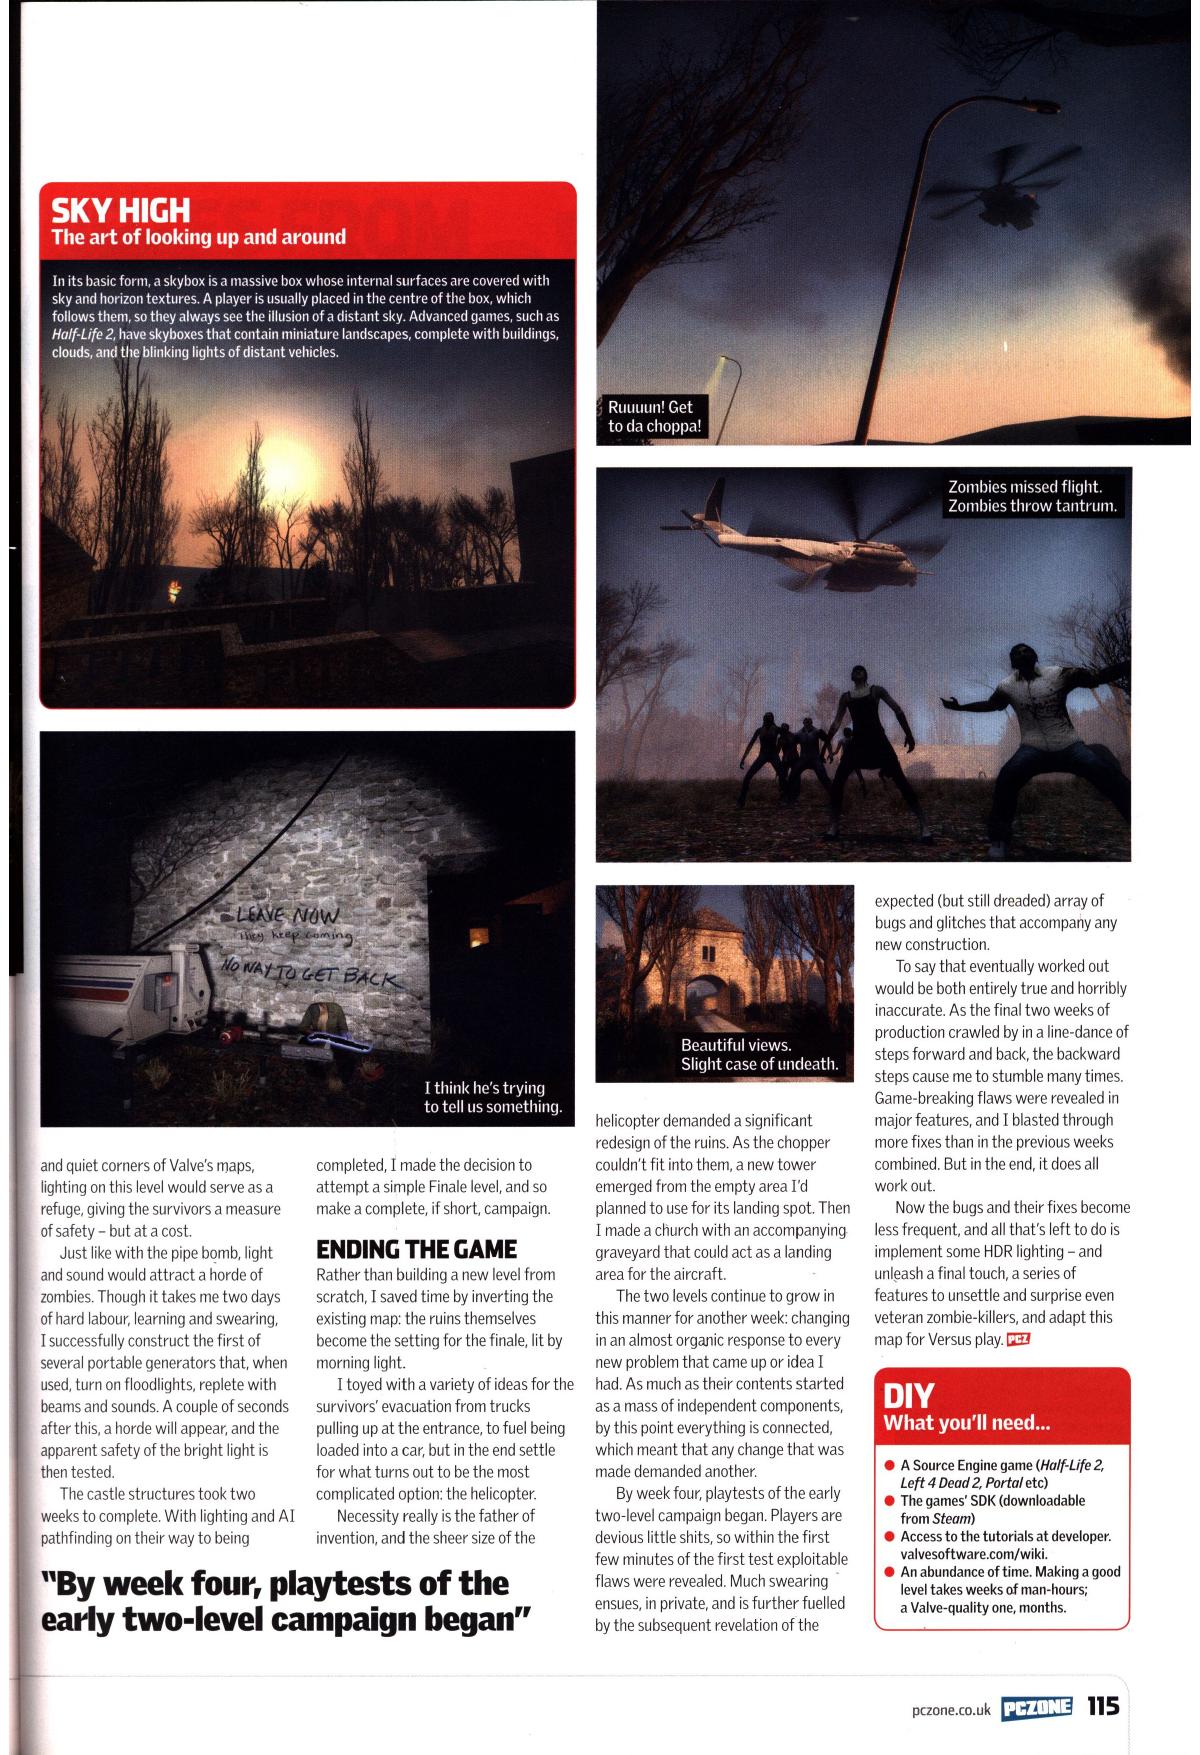 SKY HIGH
The art of looking up and around
In its basic form, a skybox is a massive box whose internal surfaces are covered with
sky and horizon textures. A player is usually placed in the centre of the box, which
follows them, so they always see the illusion of a distant sky. Advanced games, such as
Half-Life 2, have skyboxes that contain miniature landscapes, complete with buildings,
clouds, and the blinking lights of distant vehicles.
Ruuuun! Get
to da choppa!
Zombies missed flight.
Zombies throw tantrum.
LEAVE NOW
They keep coming
NO WAY TO GET BACK
I think he's trying
to tell us something.
Beautiful views.
Slight case of undeath.
and quiet corners of Valve's maps,
lighting on this level would serve as a
refuge, giving the survivors a measure
of safety – but at a cost.
Just like with the pipe bomb, light
and sound would attract a horde of
zombies. Though it takes me two days
of hard labour, learning and swearing,
I successfully construct the first of
several portable generators that, when
used, turn on floodlights, replete with
beams and sounds. A couple of seconds
after this, a horde will appear, and the
apparent safety of the bright light is
then tested.
The castle structures took two
weeks to complete. With lighting and AI
pathfinding on their way to being
completed, I made the decision to
attempt a simple Finale level, and so
make a complete, if short, campaign.
ENDING THE GAME
Rather than building a new level from
scratch, I saved time by inverting the
existing map: the ruins themselves
become the setting for the finale, lit by
morning light.
I toyed with a variety of ideas for the
survivors' evacuation from trucks
pulling up at the entrance, to fuel being
loaded into a car, but in the end settle
for what turns out to be the most
complicated option: the helicopter.
Necessity really is the father of
invention, and the sheer size of the
"By week four, playtests of the
early two-level campaign began"
helicopter demanded a significant
redesign of the ruins. As the chopper
couldn't fit into them, a new tower
emerged from the empty area I'd
planned to use for its landing spot. Then
I made a church with an accompanying
graveyard that could act as a landing
area for the aircraft.
The two levels continue to grow in
this manner for another week: changing
in an almost organic response to every
new problem that came up or idea I
had. As much as their contents started
as a mass of independent components,
by this point everything is connected,
which meant that any change that was
made demanded another.
By week four, playtests of the early
two-level campaign began. Players are
devious little shits, so within the first
few minutes of the first test exploitable
flaws were revealed. Much swearing
ensues, in private, and is further fuelled
by the subsequent revelation of the
expected (but still dreaded) array of
bugs and glitches that accompany any
new construction.
To say that eventually worked out
would be both entirely true and horribly
inaccurate. As the final two weeks of
production crawled by in a line-dance of
steps forward and back, the backward
steps cause me to stumble many times.
Game-breaking flaws were revealed in
major features, and I blasted through
more fixes than in the previous weeks
combined. But in the end, it does all
work out.
Now the bugs and their fixes become
less frequent, and all that's left to do is
implement some HDR lighting – and
unleash a final touch, a series of
features to unsettle and surprise even
veteran zombie-killers, and adapt this
map for Versus play. PCZ
DIY
What you'll need...
● A Source Engine game (Half-Life 2,
Left 4 Dead 2, Portal etc)
● The games' SDK (downloadable
from Steam)
● Access to the tutorials at developer.
valvesoftware.com/wiki.
● An abundance of time. Making a good
level takes weeks of man-hours;
a Valve-quality one, months.
pczone.co.uk PCZONE 115